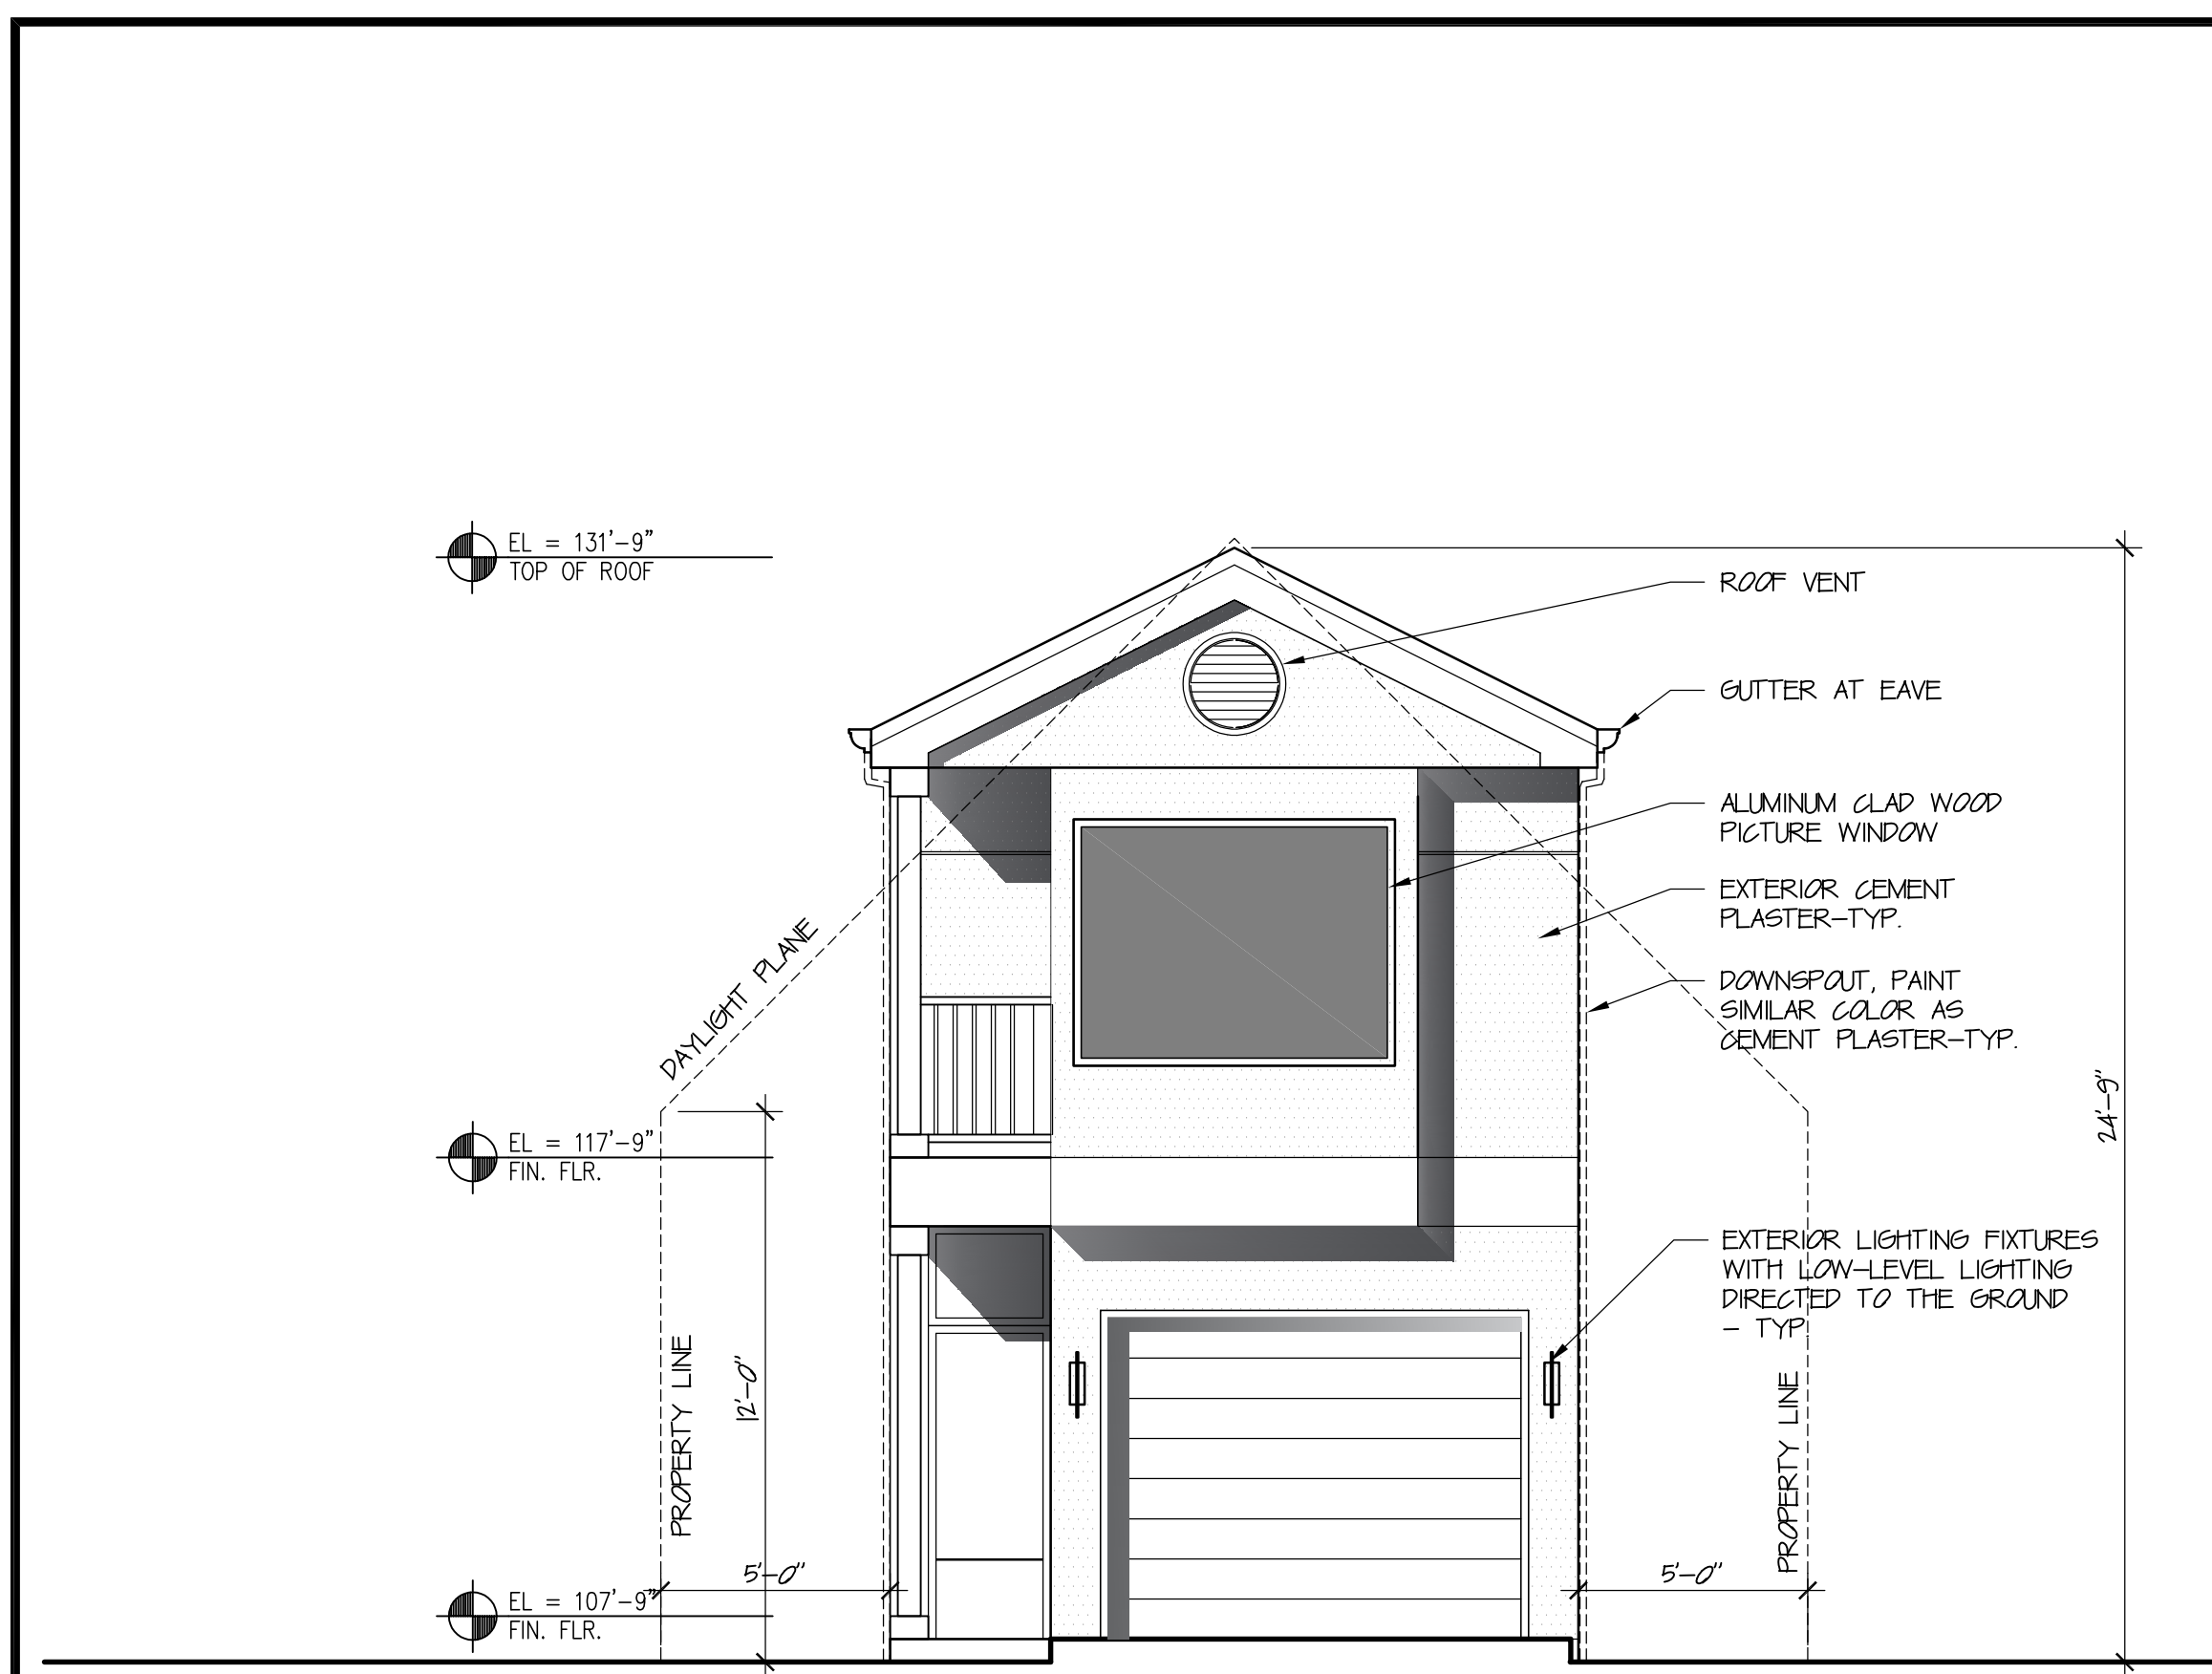 EL = 131'-9"
TOP OF ROOF
ROOF VENT
GUTTER AT EAVE
ALUMINUM CLAD WOOD
PICTURE WINDOW
EXTERIOR CEMENT
PLASTER-TYP.
DAYLIGHT PLANE
DOWNSPOUT, PAINT
SIMILAR COLOR AS
CEMENT PLASTER-TYP.
24'-9"
EL = 117'-9"
FIN. FLR.
EXTERIOR LIGHTING FIXTURES
WITH LOW-LEVEL LIGHTING
DIRECTED TO THE GROUND
- TYP.
PROPERTY LINE
12'-0"
PROPERTY LINE
5'-0"
5'-0"
EL = 107'-9"
FIN. FLR.